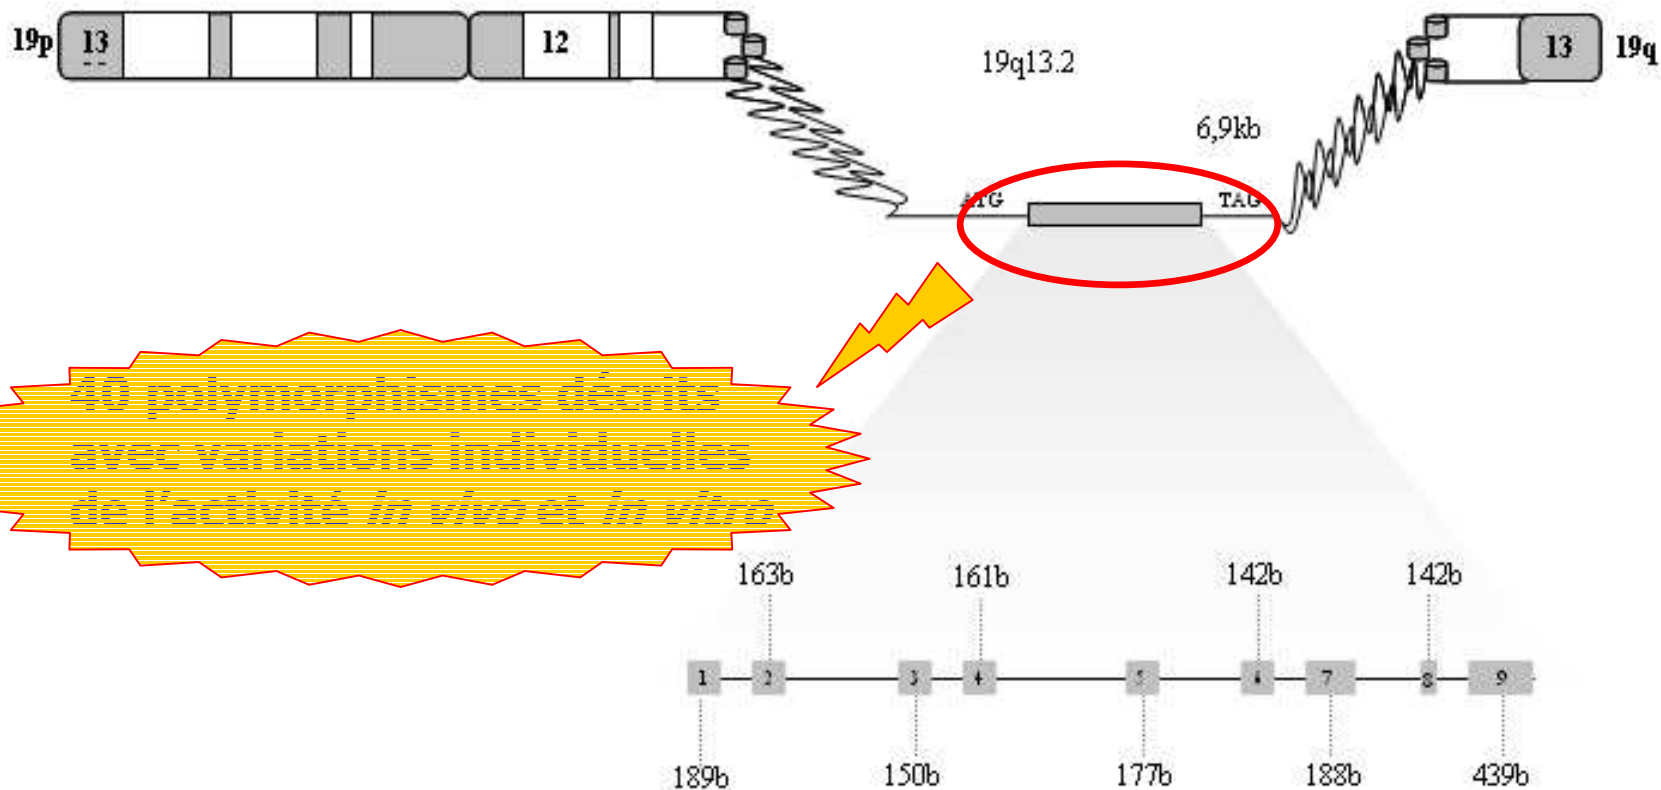 19p 13 12 19q13.2 13 19q
6,9kb
ATG TAG
40 polymorphismes décrits
avec variations individuelles
de l'activité in vivo et in vitro
163b 161b 142b 142b
1 2 3 4 5 6 7 8 9
189b 150b 177b 188b 439b